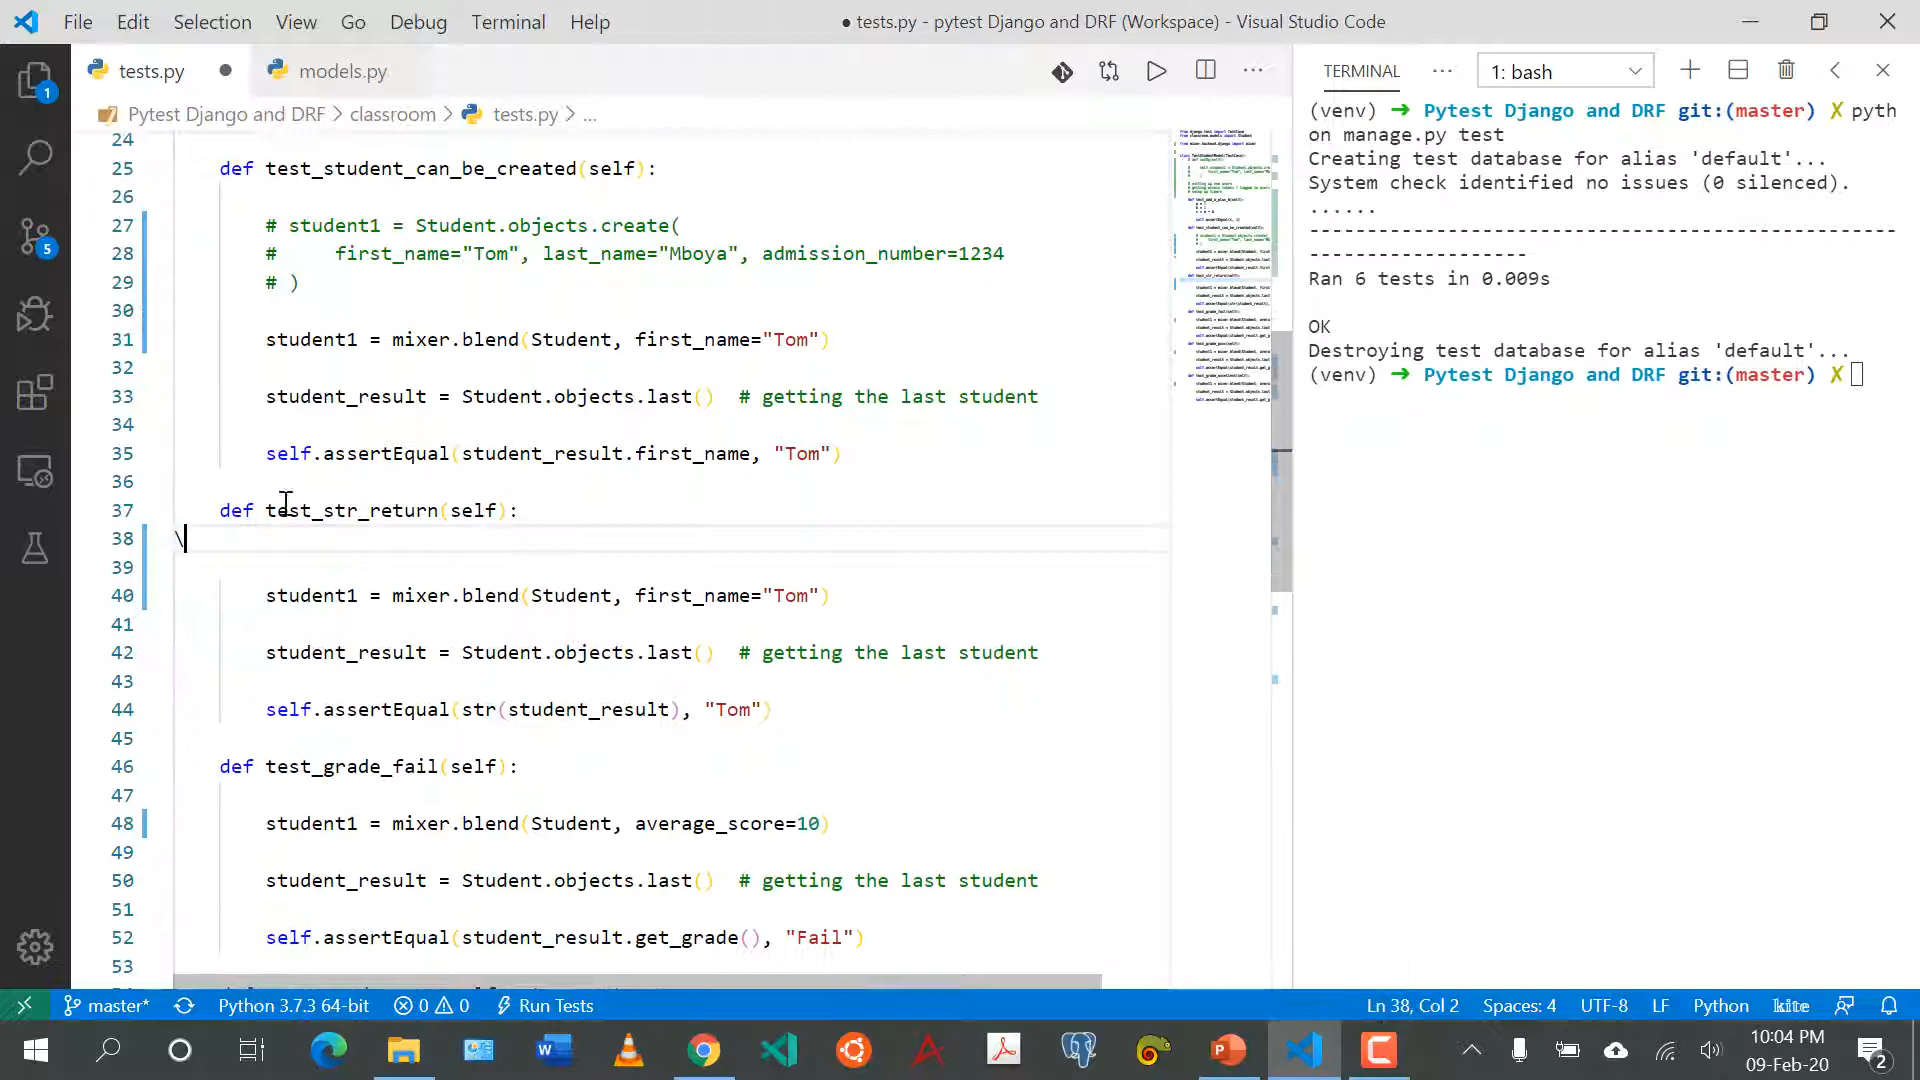 File Edit Selection View Go Debug Terminal Help
● tests.py - pytest Django and DRF (Workspace) - Visual Studio Code
tests.py ● models.py
Pytest Django and DRF > classroom > tests.py > ...
24
25 def test_student_can_be_created(self):
26
27 # student1 = Student.objects.create(
28 #     first_name="Tom", last_name="Mboya", admission_number=1234
29 # )
30
31 student1 = mixer.blend(Student, first_name="Tom")
32
33 student_result = Student.objects.last()  # getting the last student
34
35 self.assertEqual(student_result.first_name, "Tom")
36
37 def test_str_return(self):
38 \
39
40 student1 = mixer.blend(Student, first_name="Tom")
41
42 student_result = Student.objects.last()  # getting the last student
43
44 self.assertEqual(str(student_result), "Tom")
45
46 def test_grade_fail(self):
47
48 student1 = mixer.blend(Student, average_score=10)
49
50 student_result = Student.objects.last()  # getting the last student
51
52 self.assertEqual(student_result.get_grade(), "Fail")
53
TERMINAL ... 1: bash
(venv) ➜ Pytest Django and DRF git:(master) ✗ pyth
on manage.py test
Creating test database for alias 'default'...
System check identified no issues (0 silenced).
......
---------------------------------------------------
-------------------
Ran 6 tests in 0.009s
OK
Destroying test database for alias 'default'...
(venv) ➜ Pytest Django and DRF git:(master) ✗
1
5
master* Python 3.7.3 64-bit 0 0 Run Tests Ln 38, Col 2 Spaces: 4 UTF-8 LF Python kite
10:04 PM
09-Feb-20
2